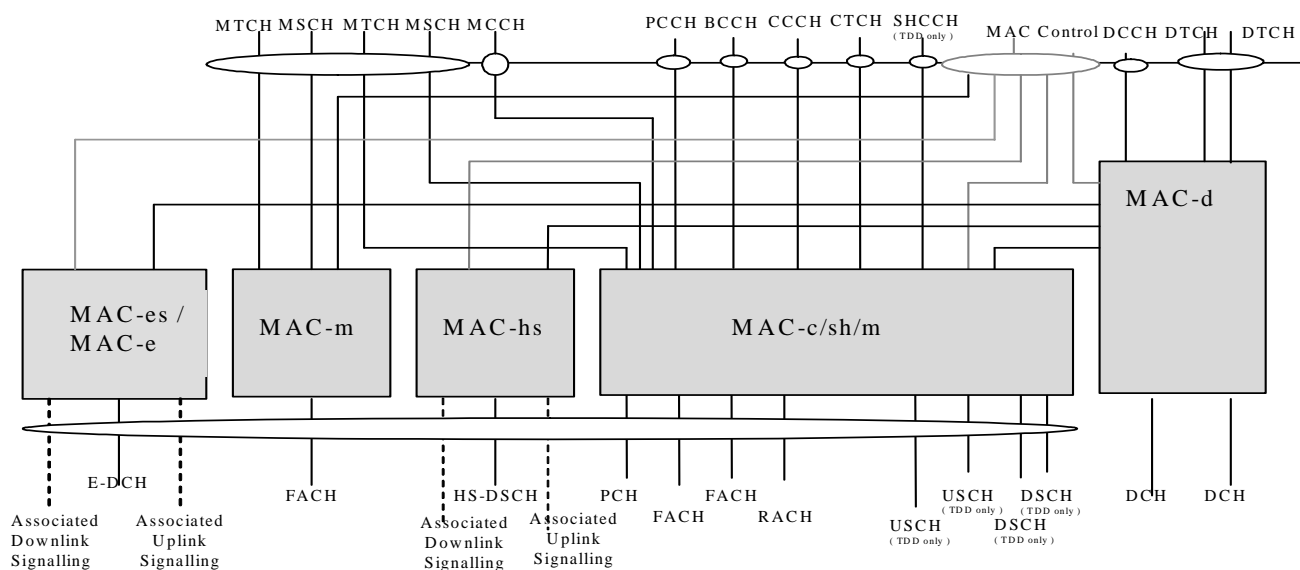 MTCH MSCH MTCH MSCH MCCH
PCCH BCCH CCCH CTCH SHCCH
( TDD only )
MAC Control DCCH DTCH DTCH
MAC-d
MAC-es /
MAC-e
MAC-m
MAC-hs
MAC-c/sh/m
E-DCH
FACH
HS-DSCH
PCH
FACH
FACH
RACH
USCH
( TDD only )
USCH
( TDD only )
DSCH
( TDD only )
DSCH
( TDD only )
DCH
DCH
Associated
Downlink
Signalling
Associated
Uplink
Signalling
Associated
Downlink
Signalling
Associated
Uplink
Signalling